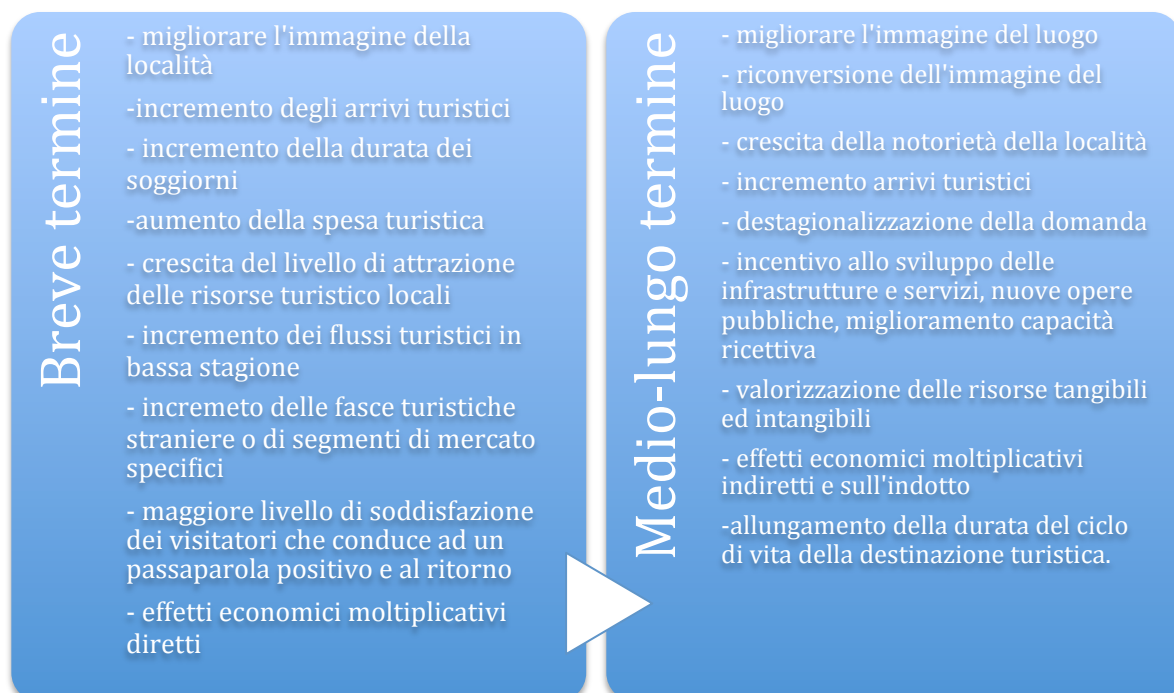 Breve termine
- migliorare l'immagine della
località
-incremento degli arrivi turistici
- incremento della durata dei
soggiorni
-aumento della spesa turistica
- crescita del livello di attrazione
delle risorse turistico locali
- incremento dei flussi turistici in
bassa stagione
- incremeto delle fasce turistiche
straniere o di segmenti di mercato
specifici
- maggiore livello di soddisfazione
dei visitatori che conduce ad un
passaparola positivo e al ritorno
- effetti economici moltiplicativi
diretti
Medio-lungo termine
- migliorare l'immagine del luogo
- riconversione dell'immagine del
luogo
- crescita della notorietà della località
- incremento arrivi turistici
- destagionalizzazione della domanda
- incentivo allo sviluppo delle
infrastrutture e servizi, nuove opere
pubbliche, miglioramento capacità
ricettiva
- valorizzazione delle risorse tangibili
ed intangibili
- effetti economici moltiplicativi
indiretti e sull'indotto
-allungamento della durata del ciclo
di vita della destinazione turistica.